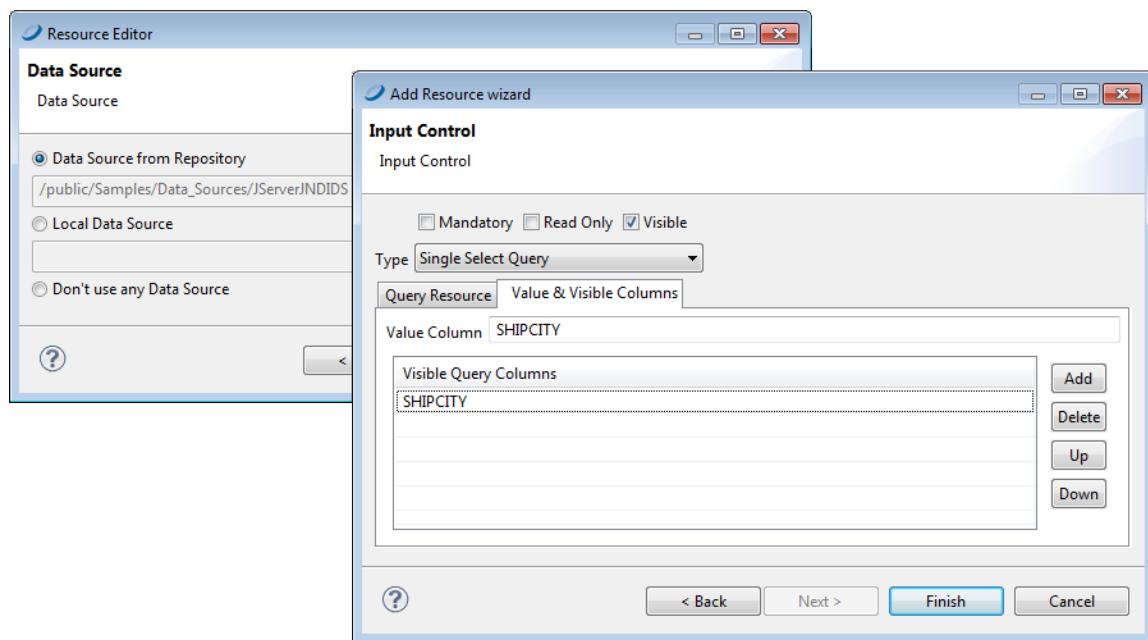 Resource Editor
Data Source
Data Source
Data Source from Repository
/public/Samples/Data_Sources/JServerJNDIDS
Local Data Source
Don't use any Data Source
?
<
Add Resource wizard
Input Control
Input Control
Mandatory Read Only Visible
Type Single Select Query
Query Resource Value & Visible Columns
Value Column SHIPCITY
Visible Query Columns
SHIPCITY
Add
Delete
Up
Down
? < Back Next > Finish Cancel